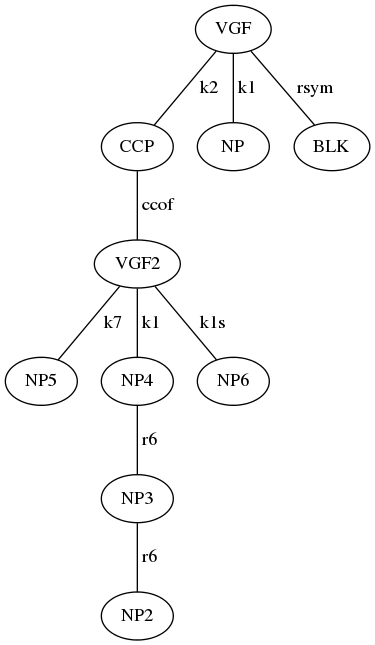 VGF
k2 k1 rsym
CCP NP BLK
ccof
VGF2
k7 k1 k1s
NP5 NP4 NP6
r6
NP3
r6
NP2